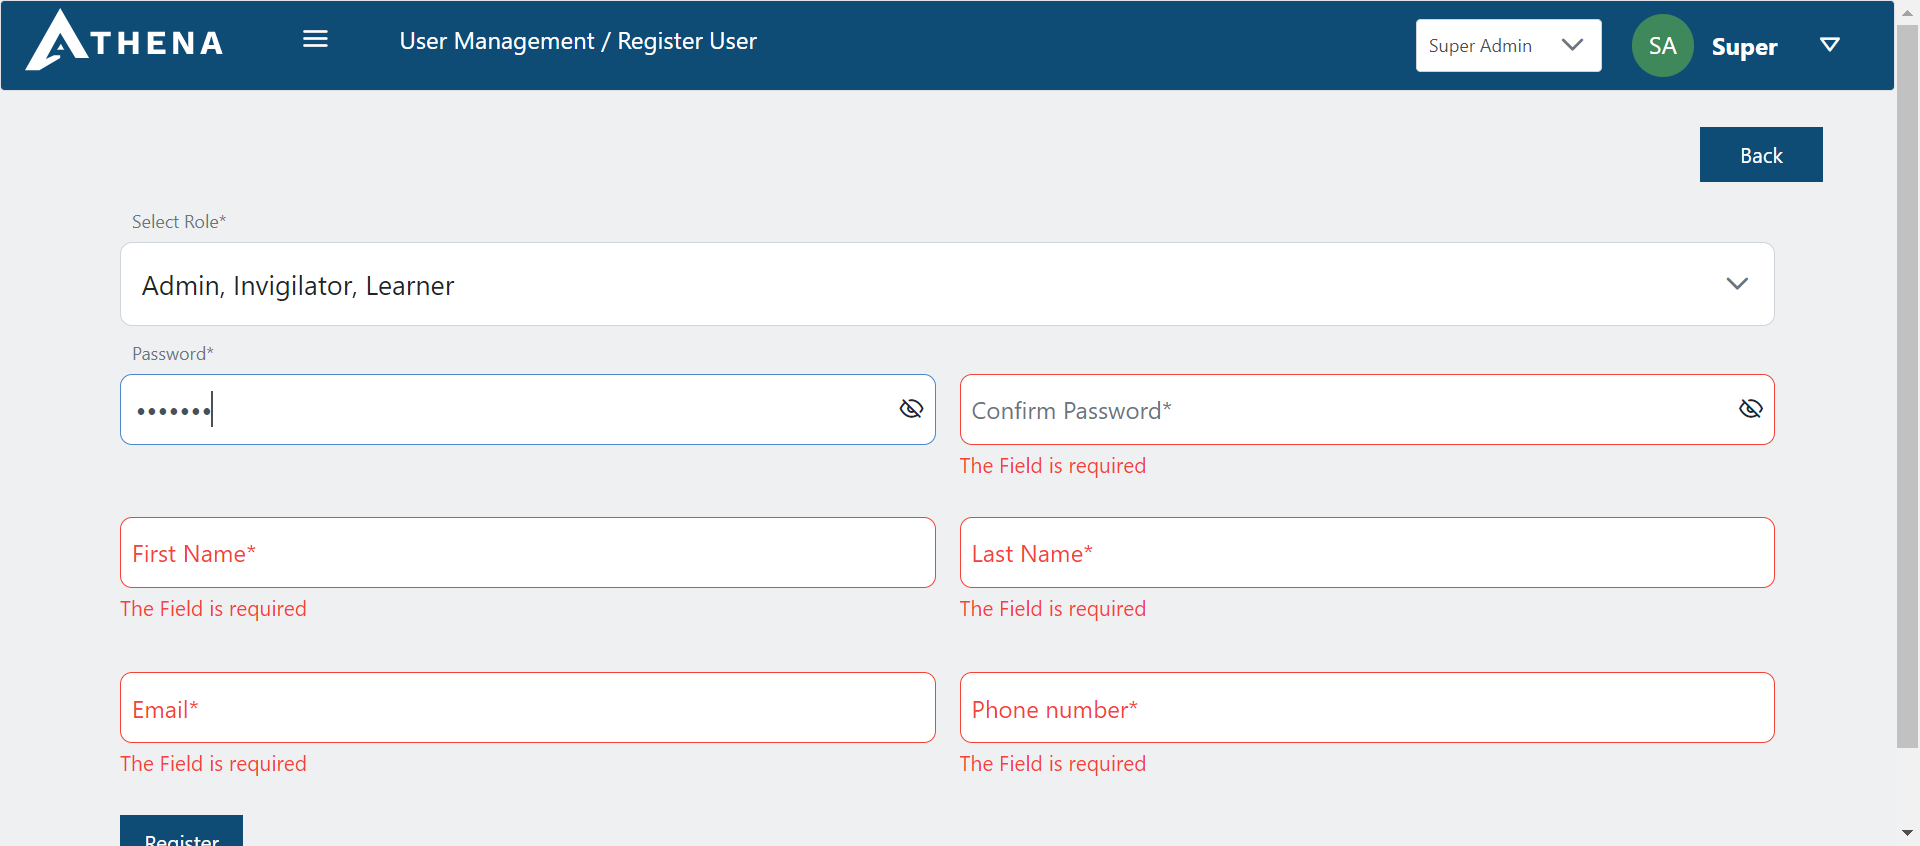 ATHENA
User Management / Register User
Super Admin
SA
Super
Back
Select Role*
Admin, Invigilator, Learner
Password*
•••••••
Confirm Password*
The Field is required
First Name*
Last Name*
The Field is required
The Field is required
Email*
Phone number*
The Field is required
The Field is required
Register